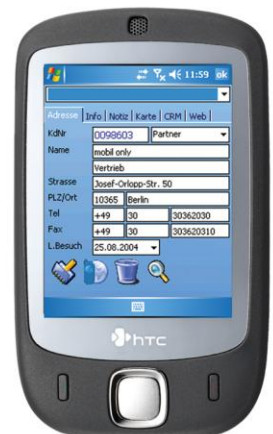 11:59 ok
Adresse Info Notiz Karte CRM Web
KdNr 0098603 Partner
Name mobil only
Vertrieb
Strasse Josef-Orlopp-Str. 50
PLZ/Ort 10365 Berlin
Tel +49 30 30362030
Fax +49 30 303620310
L.Besuch 25.08.2004
htc